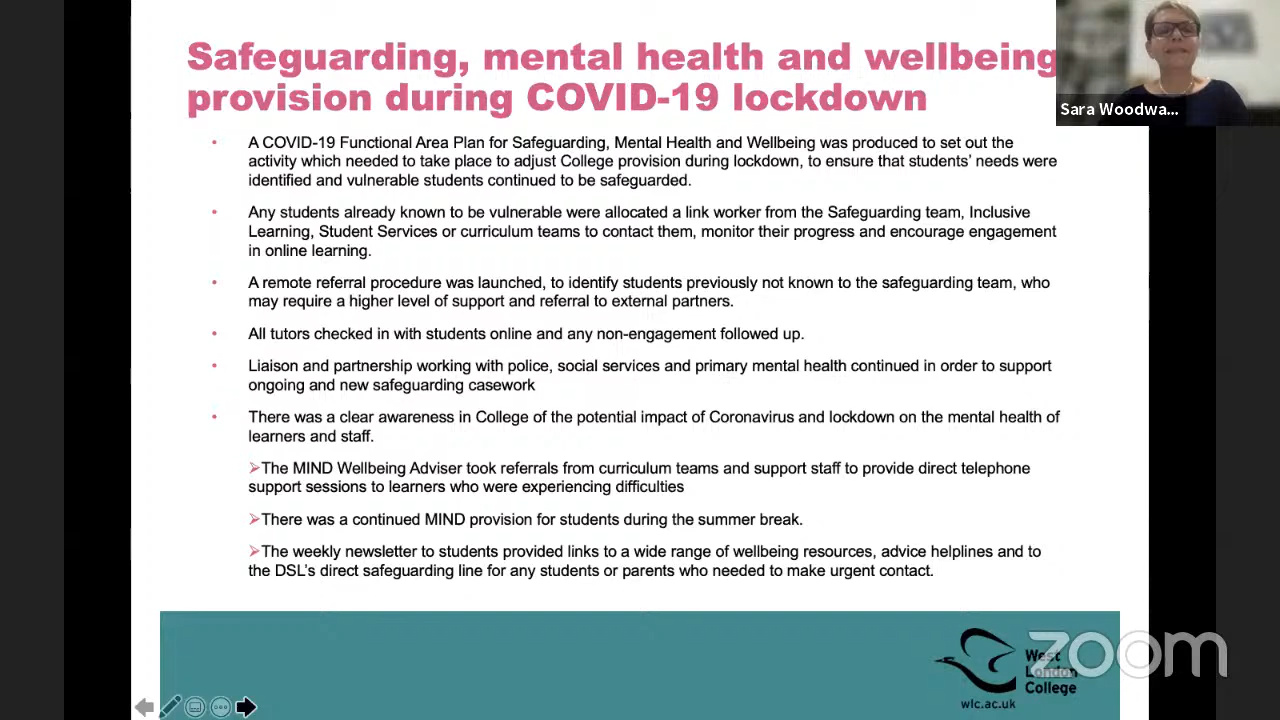 Safeguarding, mental health and wellbeing
provision during COVID-19 lockdown
Sara Woodwa...
• A COVID-19 Functional Area Plan for Safeguarding, Mental Health and Wellbeing was produced to set out the
activity which needed to take place to adjust College provision during lockdown, to ensure that students' needs were
identified and vulnerable students continued to be safeguarded.
• Any students already known to be vulnerable were allocated a link worker from the Safeguarding team, Inclusive
Learning, Student Services or curriculum teams to contact them, monitor their progress and encourage engagement
in online learning.
• A remote referral procedure was launched, to identify students previously not known to the safeguarding team, who
may require a higher level of support and referral to external partners.
• All tutors checked in with students online and any non-engagement followed up.
• Liaison and partnership working with police, social services and primary mental health continued in order to support
ongoing and new safeguarding casework
• There was a clear awareness in College of the potential impact of Coronavirus and lockdown on the mental health of
learners and staff.
➢The MIND Wellbeing Adviser took referrals from curriculum teams and support staff to provide direct telephone
support sessions to learners who were experiencing difficulties
➢There was a continued MIND provision for students during the summer break.
➢The weekly newsletter to students provided links to a wide range of wellbeing resources, advice helplines and to
the DSL's direct safeguarding line for any students or parents who needed to make urgent contact.
West
London
College
wlc.ac.uk
zoom